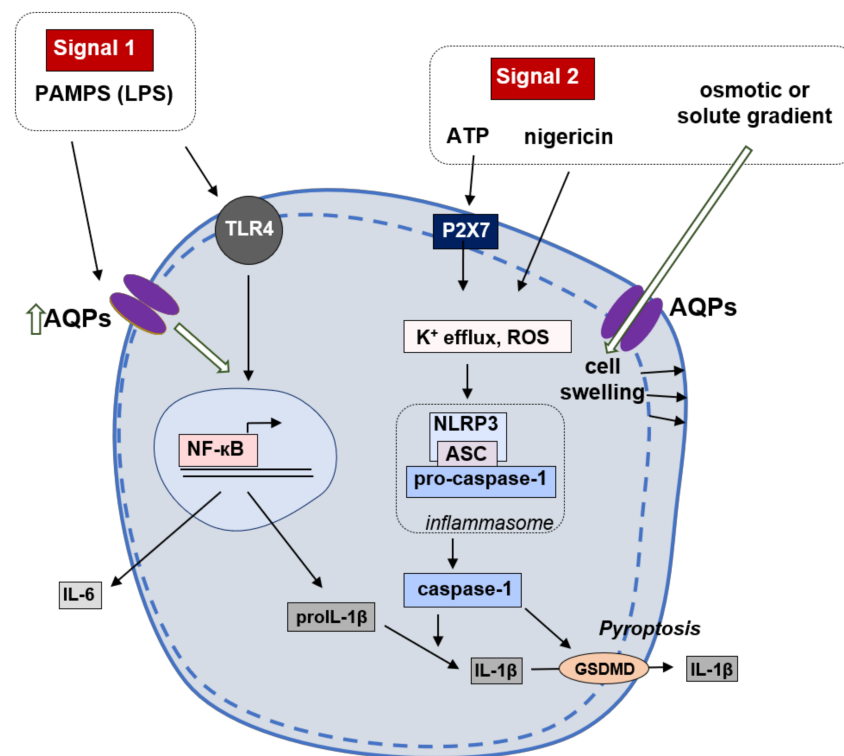 Signal 1
PAMPS (LPS)
Signal 2
osmotic or
solute gradient
ATP
nigericin
TLR4
P2X7
AQPs
AQPs
K⁺ efflux, ROS
cell
swelling
NLRP3
ASC
pro-caspase-1
inflammasome
NF-κB
IL-6
proIL-1β
caspase-1
Pyroptosis
IL-1β
GSDMD
IL-1β